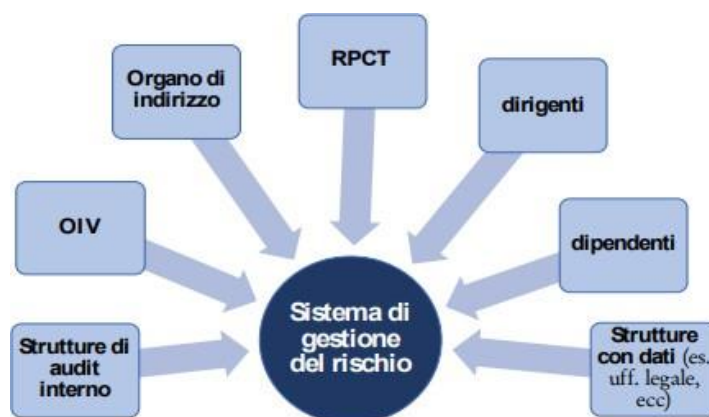 RPCT
Organo di
indirizzo
dirigenti
OIV
dipendenti
Sistema di
gestione
del rischio
Strutture di
audit
interno
Strutture
con dati (es.
uff. legale,
ecc)